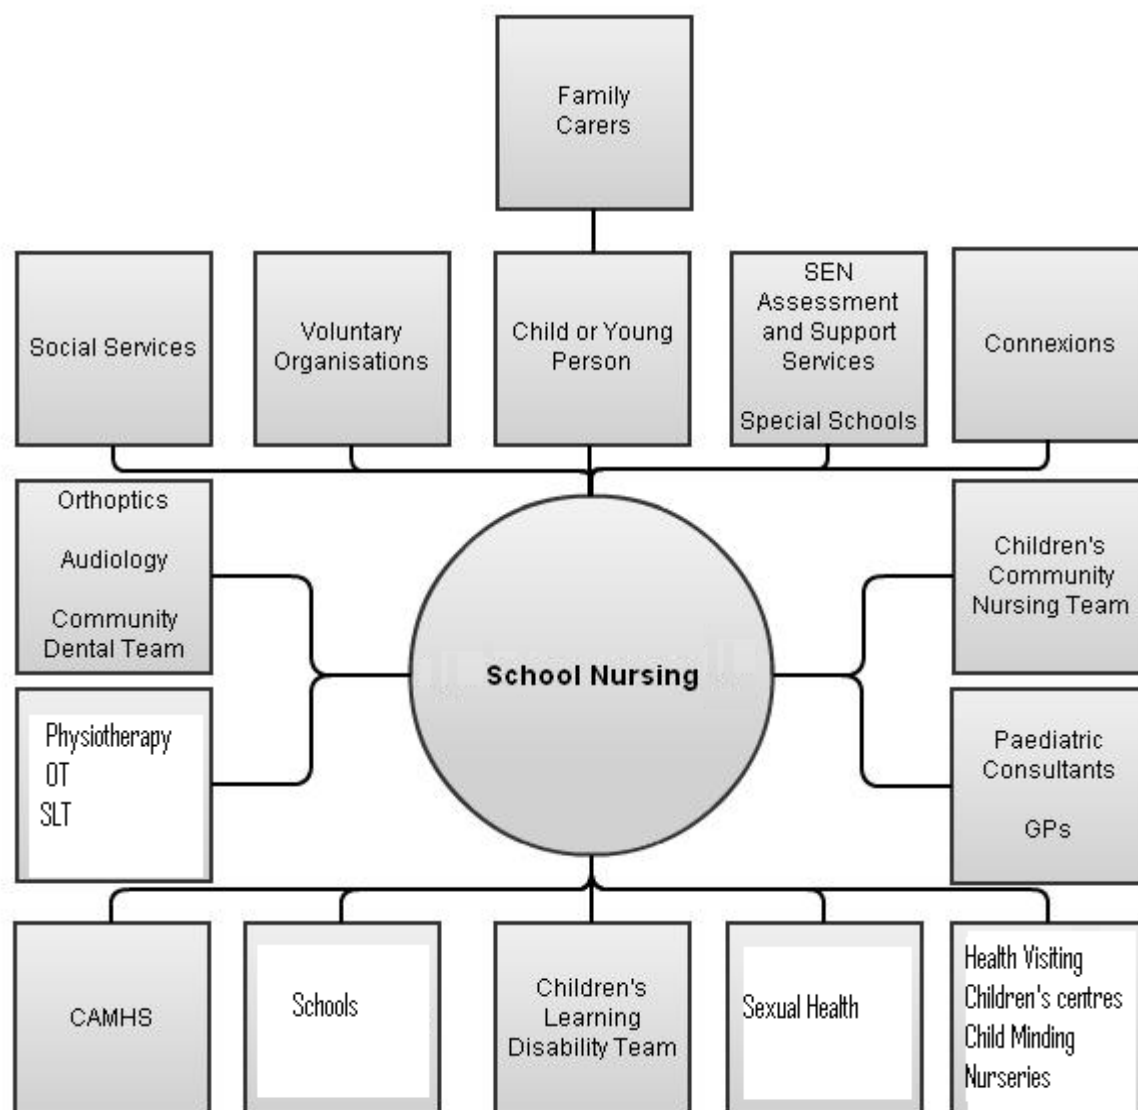 Family
Carers
Social Services
Voluntary
Organisations
Child or Young
Person
SEN
Assessment
and Support
Services
Special Schools
Connexions
Orthoptics
Audiology
Community
Dental Team
School Nursing
Children's
Community
Nursing Team
Physiotherapy
OT
SLT
Paediatric
Consultants
GPs
CAMHS
Schools
Children's
Learning
Disability Team
Sexual Health
Health Visiting
Children's centres
Child Minding
Nurseries